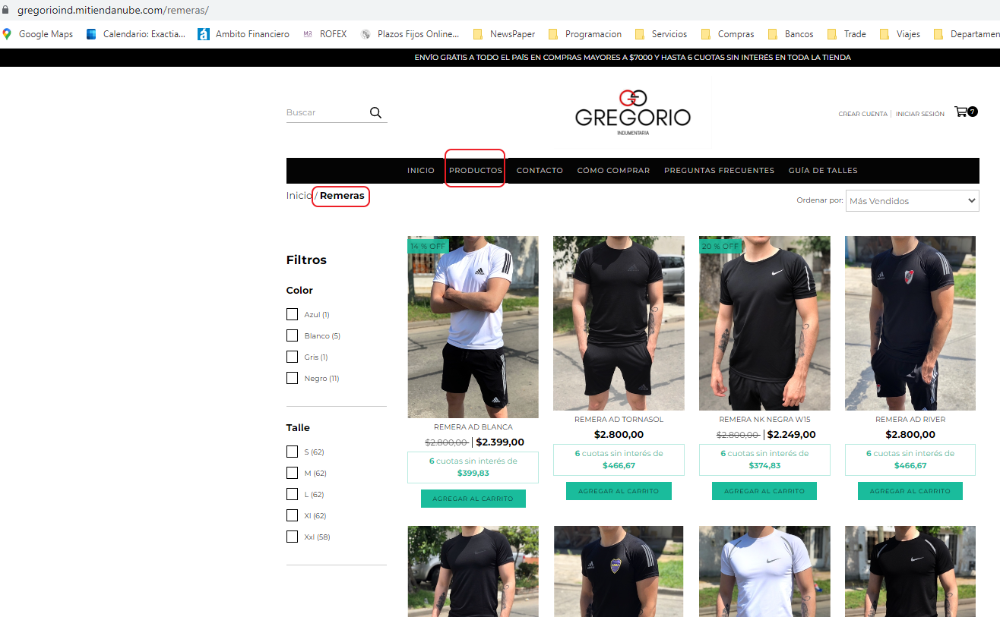 gregorioind.mitiendanube.com/remeras/
Google Maps Calendario: Exactia... Ambito Financiero ROFEX Plazos Fijos Online... NewsPaper Programacion Servicios Compras Bancos Trade Viajes Departamen
ENVÍO GRÁTIS A TODO EL PAÍS EN COMPRAS MAYORES A $7000 Y HASTA 6 CUOTAS SIN INTERÉS EN TODA LA TIENDA
Buscar
GREGORIO
INDUMENTARIA
CREAR CUENTA | INICIAR SESIÓN 7
INICIO PRODUCTOS CONTACTO CÓMO COMPRAR PREGUNTAS FRECUENTES GUÍA DE TALLES
Inicio / Remeras
Ordenar por: Más Vendidos
Filtros
Color
Azul (1)
Blanco (5)
Gris (1)
Negro (11)
Talle
S (62)
M (62)
L (62)
Xl (62)
Xxl (58)
14 % OFF
REMERA AD BLANCA
$2.800,00 | $2.399,00
6 cuotas sin interés de
$399,83
AGREGAR AL CARRITO
REMERA AD TORNASOL
$2.800,00
6 cuotas sin interés de
$466,67
AGREGAR AL CARRITO
20 % OFF
REMERA NK NEGRA W15
$2.800,00 | $2.249,00
6 cuotas sin interés de
$374,83
AGREGAR AL CARRITO
REMERA AD RIVER
$2.800,00
6 cuotas sin interés de
$466,67
AGREGAR AL CARRITO